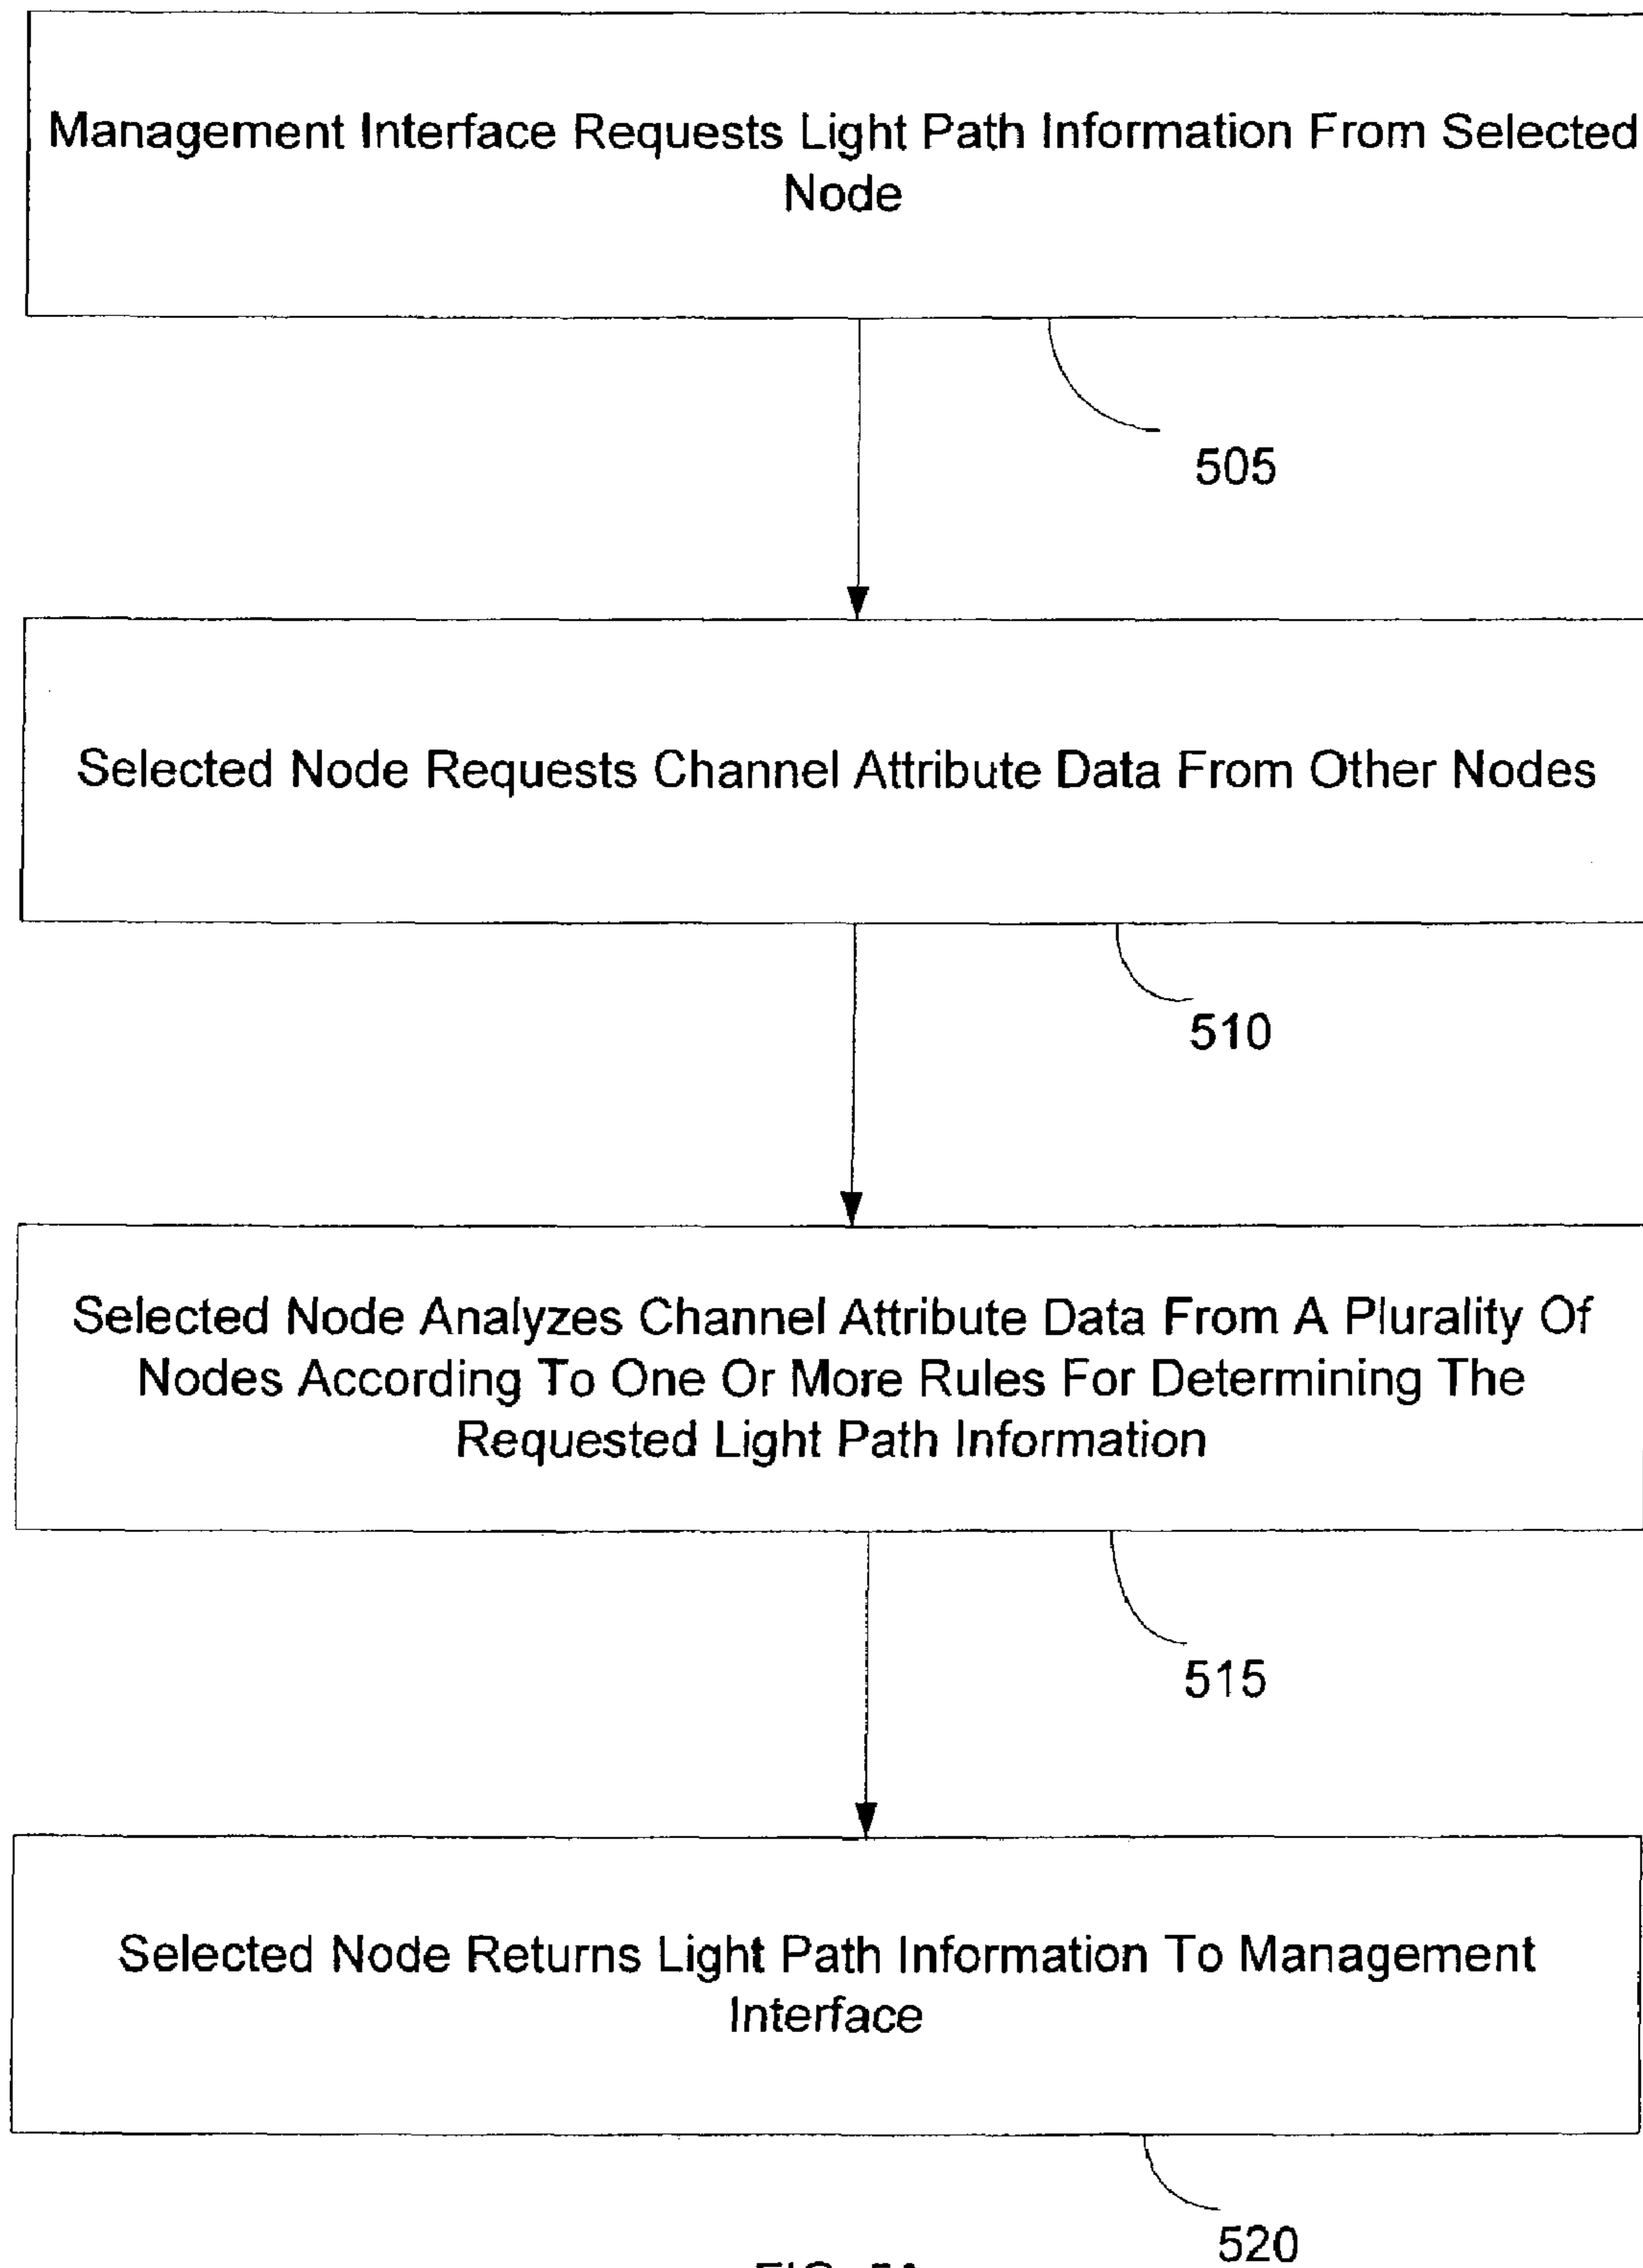 Management Interface Requests Light Path Information From Selected
Node
505
Selected Node Requests Channel Attribute Data From Other Nodes
510
Selected Node Analyzes Channel Attribute Data From A Plurality Of
Nodes According To One Or More Rules For Determining The
Requested Light Path Information
515
Selected Node Returns Light Path Information To Management
Interface
520